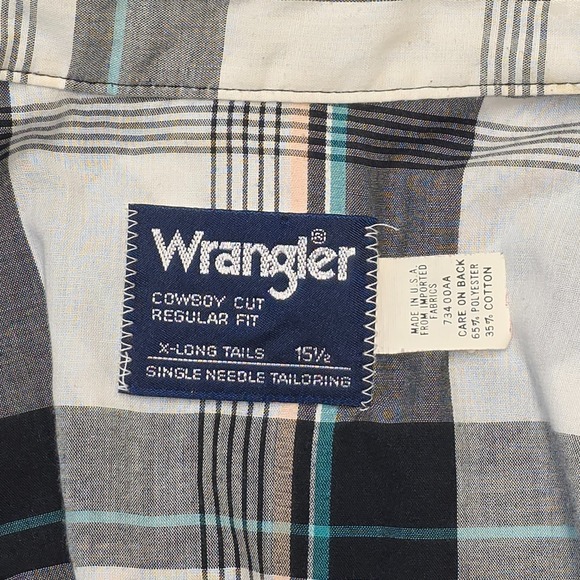 Wrangler®
COWBOY CUT
REGULAR FIT
X-LONG TAILS 15½
SINGLE NEEDLE TAILORING
MADE IN U.S.A.
FROM IMPORTED
FABRICS
73400AA
CARE ON BACK
65% POLYESTER
35% COTTON